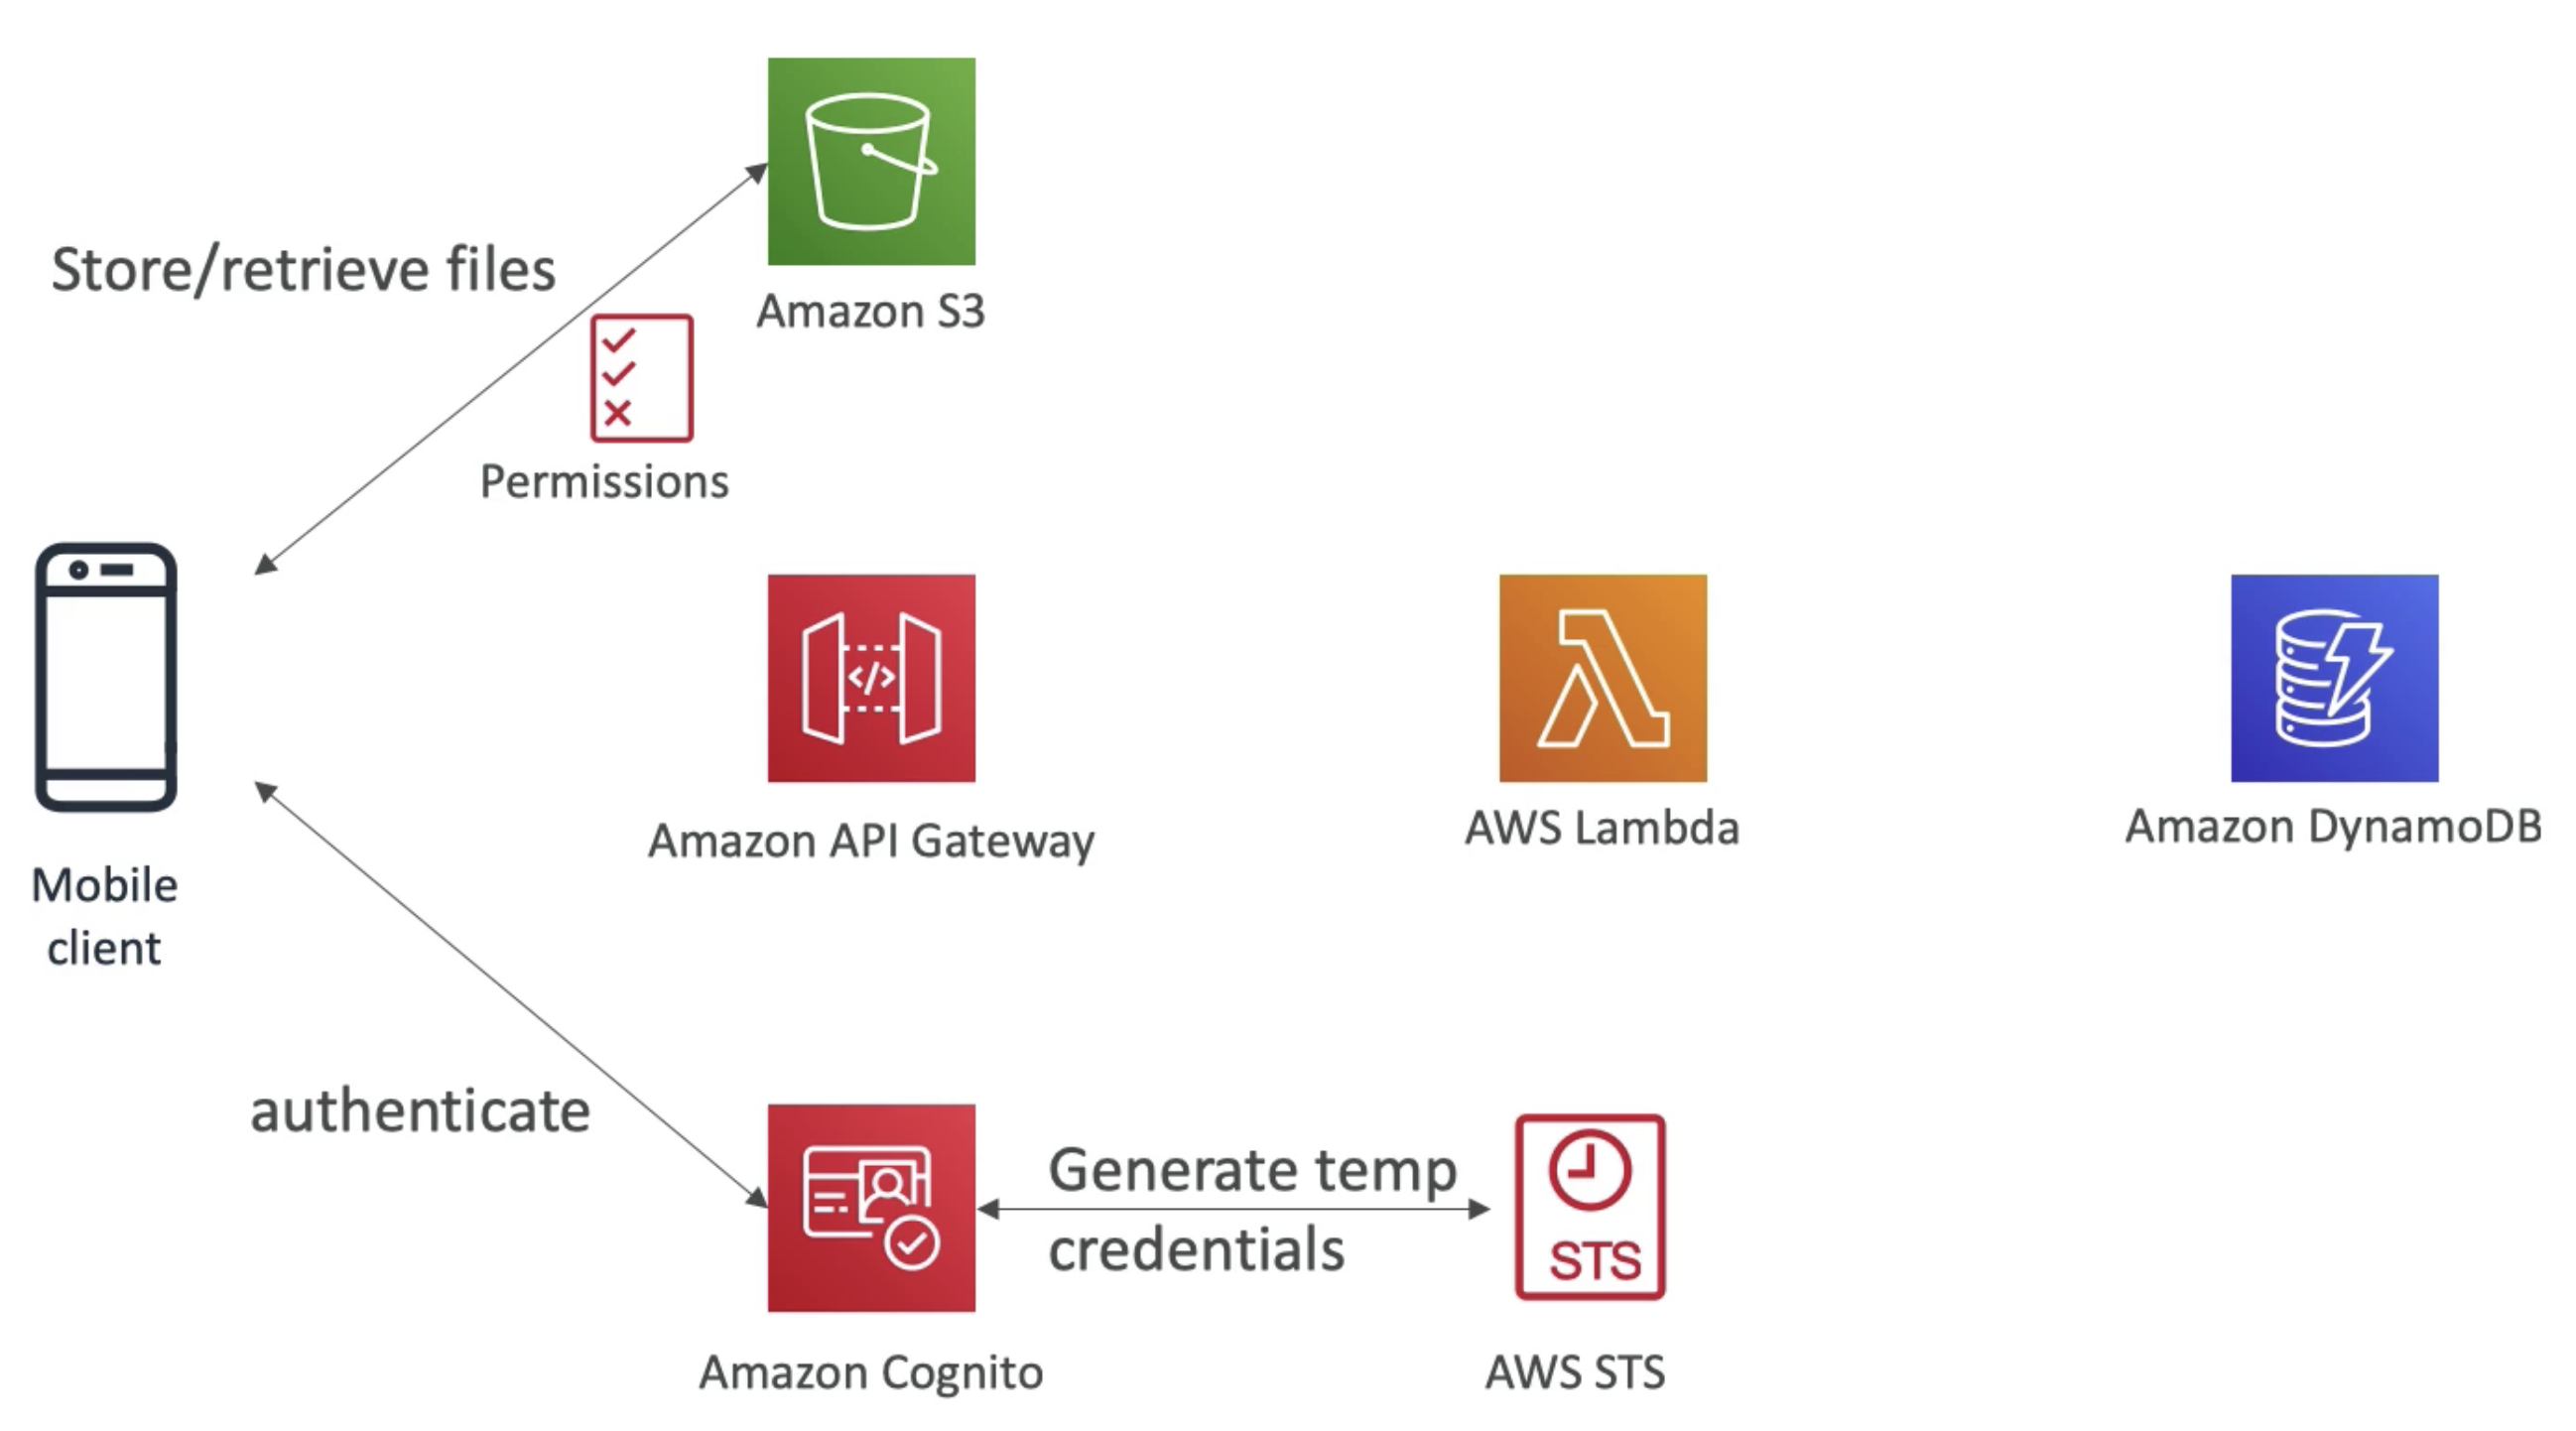 Store/retrieve files
Amazon S3
Permissions
Mobile
client
</>
Amazon API Gateway
AWS Lambda
Amazon DynamoDB
authenticate
Generate temp
credentials
STS
Amazon Cognito
AWS STS